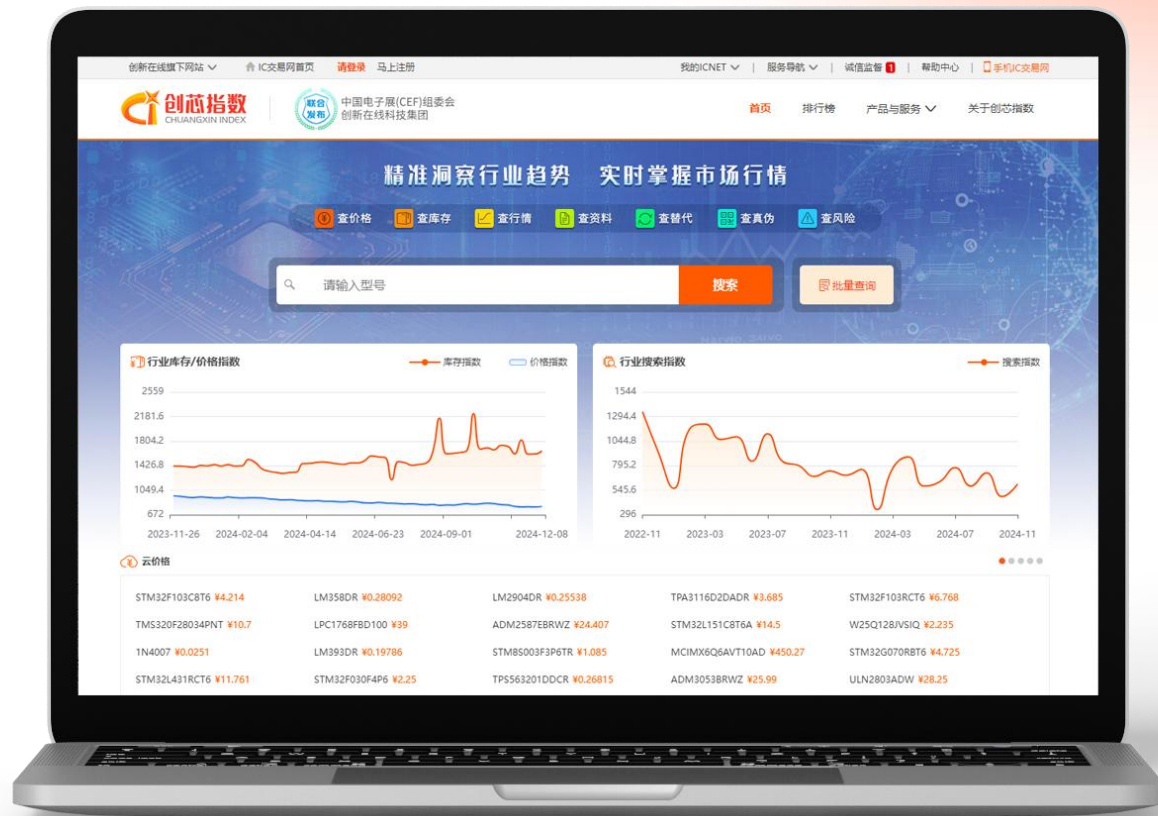 创新在线旗下网站 IC交易网首页 请登录 马上注册 我的ICNET 服务导航 诚信监督 1 帮助中心 手机IC交易网
创芯指数
CHUANGXIN INDEX
联合发布
中国电子展(CEF)组委会
创新在线科技集团
首页 排行榜 产品与服务 关于创芯指数
精准洞察行业趋势 实时掌握市场行情
查价格 查库存 查行情 查资料 查替代 查真伪 查风险
请输入型号 搜索 批量查询
行业库存/价格指数 库存指数 价格指数
2559
2181.6
1804.2
1426.8
1049.4
672
2023-11-26 2024-02-04 2024-04-14 2024-06-23 2024-09-01 2024-12-08
行业搜索指数 搜索指数
1544
1294.4
1044.8
795.2
545.6
296
2022-11 2023-03 2023-07 2023-11 2024-03 2024-07 2024-11
云价格
STM32F103C8T6 ¥4.214 LM358DR ¥0.28092 LM2904DR ¥0.25538 TPA3116D2DADR ¥3.685 STM32F103RCT6 ¥6.768
TMS320F28034PNT ¥10.7 LPC1768FBD100 ¥39 ADM2587EBRWZ ¥24.407 STM32L151C8T6A ¥14.5 W25Q128JVSIQ ¥2.235
1N4007 ¥0.0251 LM393DR ¥0.19786 STM8S003F3P6TR ¥1.085 MCIMX6Q6AVT10AD ¥450.27 STM32G070RBT6 ¥4.725
STM32L431RCT6 ¥11.761 STM32F030F4P6 ¥2.25 TPS563201DDCR ¥0.26815 ADM3053BRWZ ¥25.99 ULN2803ADW ¥28.25